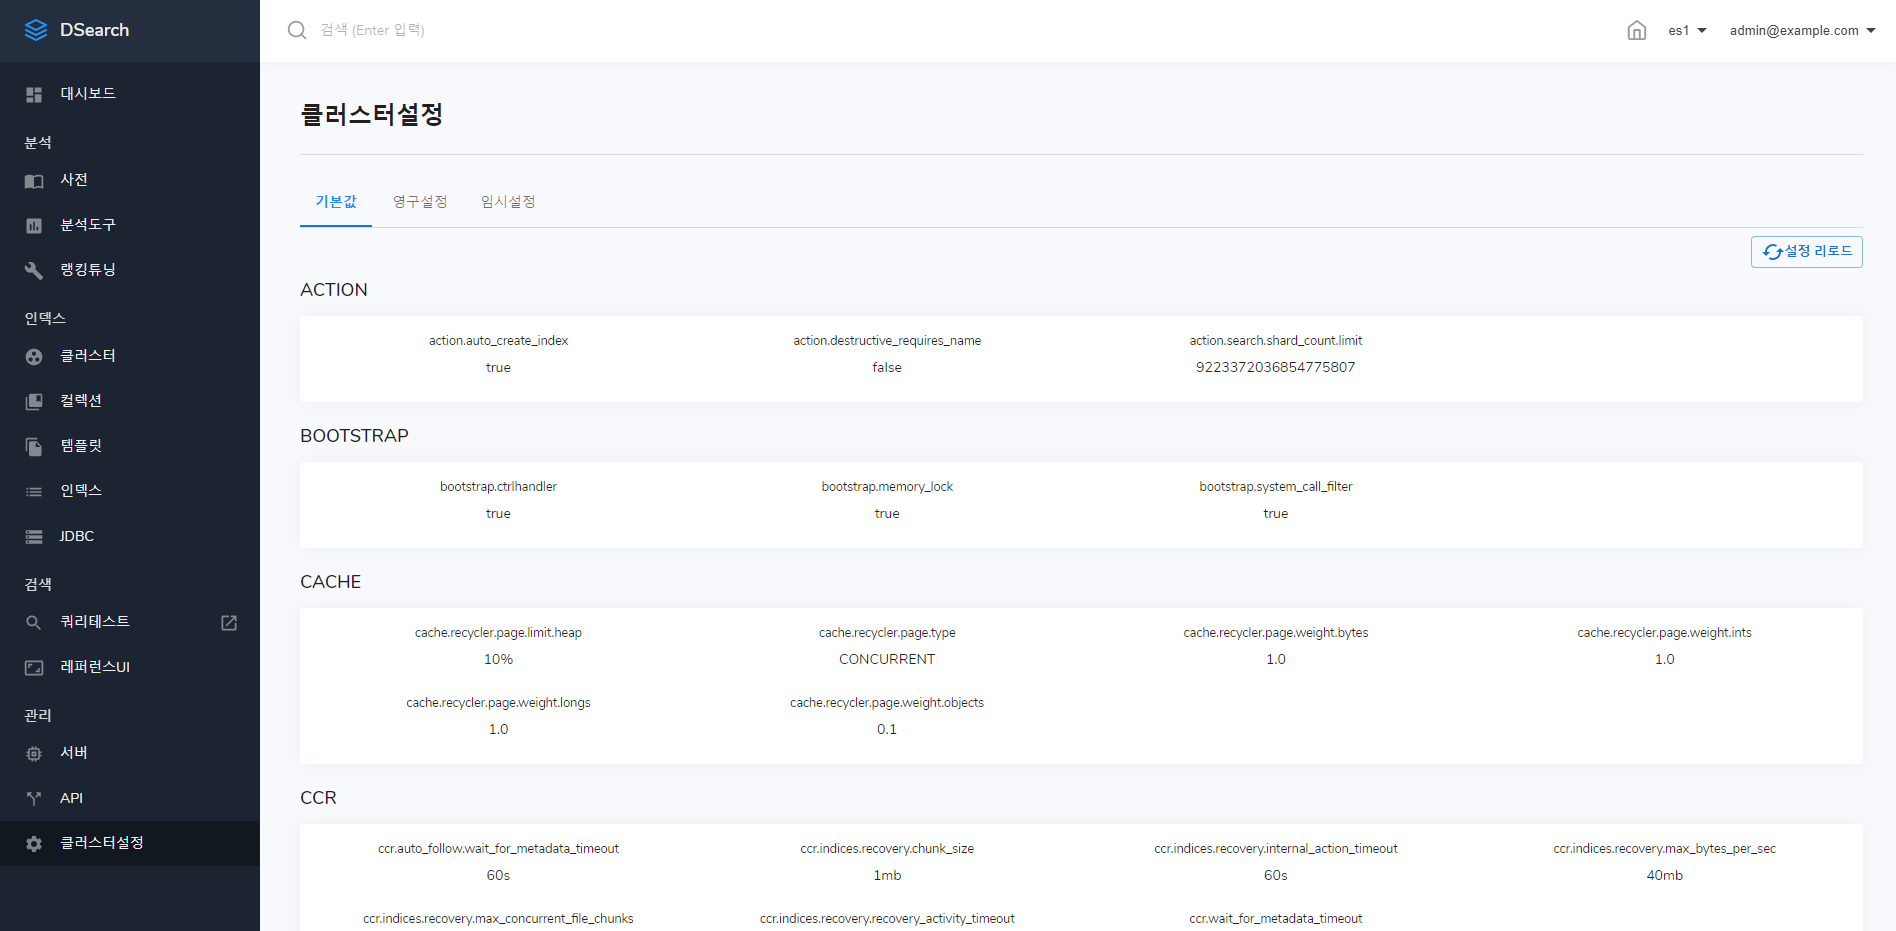 DSearch
검색 (Enter 입력)
es1
admin@example.com
대시보드
분석
사전
분석도구
랭킹튜닝
인덱스
클러스터
컬렉션
템플릿
인덱스
JDBC
검색
쿼리테스트
레퍼런스UI
관리
서버
API
클러스터설정
클러스터설정
기본값 영구설정 임시설정
설정 리로드
ACTION
action.auto_create_index action.destructive_requires_name action.search.shard_count.limit
true false 9223372036854775807
BOOTSTRAP
bootstrap.ctrlhandler bootstrap.memory_lock bootstrap.system_call_filter
true true true
CACHE
cache.recycler.page.limit.heap cache.recycler.page.type cache.recycler.page.weight.bytes cache.recycler.page.weight.ints
10% CONCURRENT 1.0 1.0
cache.recycler.page.weight.longs cache.recycler.page.weight.objects
1.0 0.1
CCR
ccr.auto_follow.wait_for_metadata_timeout ccr.indices.recovery.chunk_size ccr.indices.recovery.internal_action_timeout ccr.indices.recovery.max_bytes_per_sec
60s 1mb 60s 40mb
ccr.indices.recovery.max_concurrent_file_chunks ccr.indices.recovery.recovery_activity_timeout ccr.wait_for_metadata_timeout